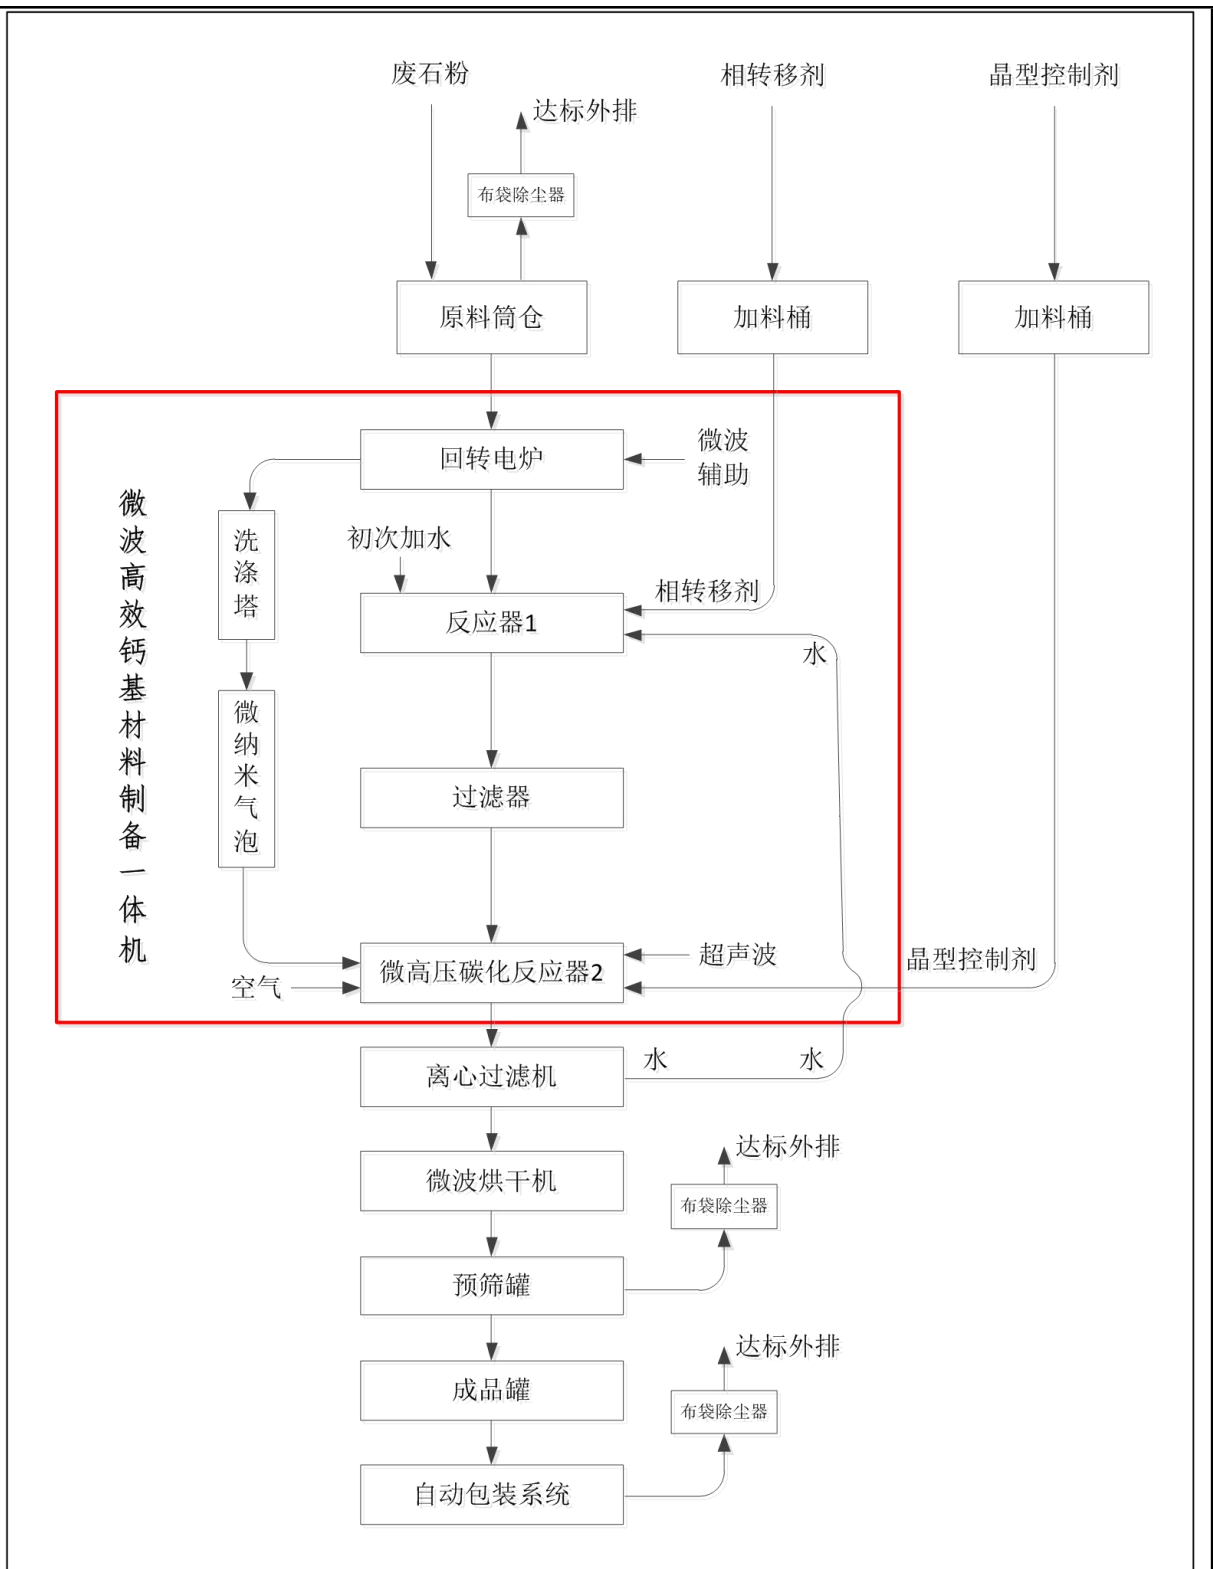 废石粉
相转移剂
晶型控制剂
达标外排
布袋除尘器
原料筒仓
加料桶
加料桶
微波高效钙基材料制备一体机
回转电炉
微波
辅助
洗涤塔
初次加水
相转移剂
反应器1
水
微纳米气泡
过滤器
超声波
晶型控制剂
微高压碳化反应器2
空气
离心过滤机
水
水
微波烘干机
达标外排
布袋除尘器
预筛罐
达标外排
成品罐
布袋除尘器
自动包装系统